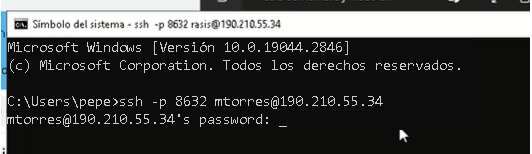 Símbolo del sistema - ssh -p 8632 rasis@190.210.55.34
Microsoft Windows [Versión 10.0.19044.2846]
(c) Microsoft Corporation. Todos los derechos reservados.
C:\Users\pepe>ssh -p 8632 mtorres@190.210.55.34
mtorres@190.210.55.34's password: _